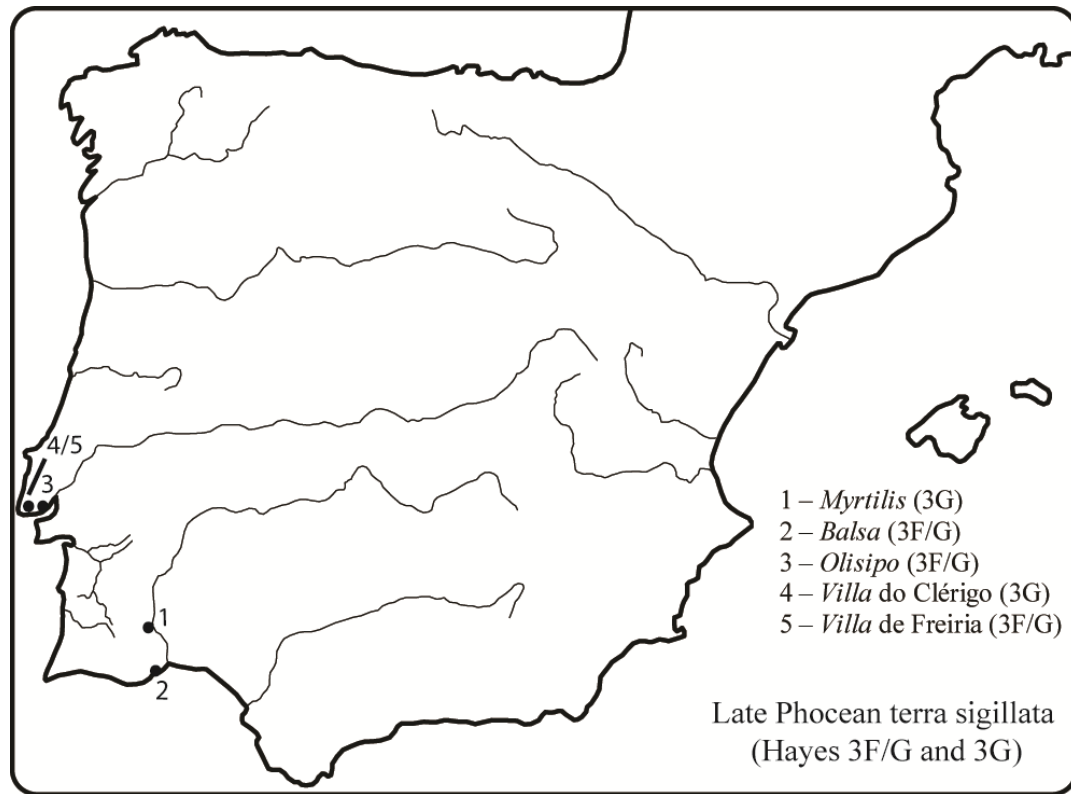 4/5
3
1
2
1 – Myrtilis (3G)
2 – Balsa (3F/G)
3 – Olisipo (3F/G)
4 – Villa do Clérigo (3G)
5 – Villa de Freiria (3F/G)
Late Phocean terra sigillata
(Hayes 3F/G and 3G)